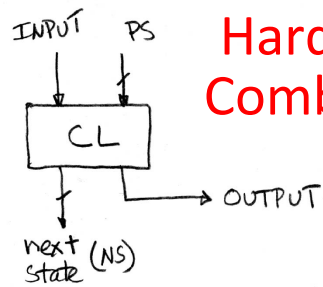 INPUT PS
Hard
Comb
CL
OUTPUT
next (NS)
state